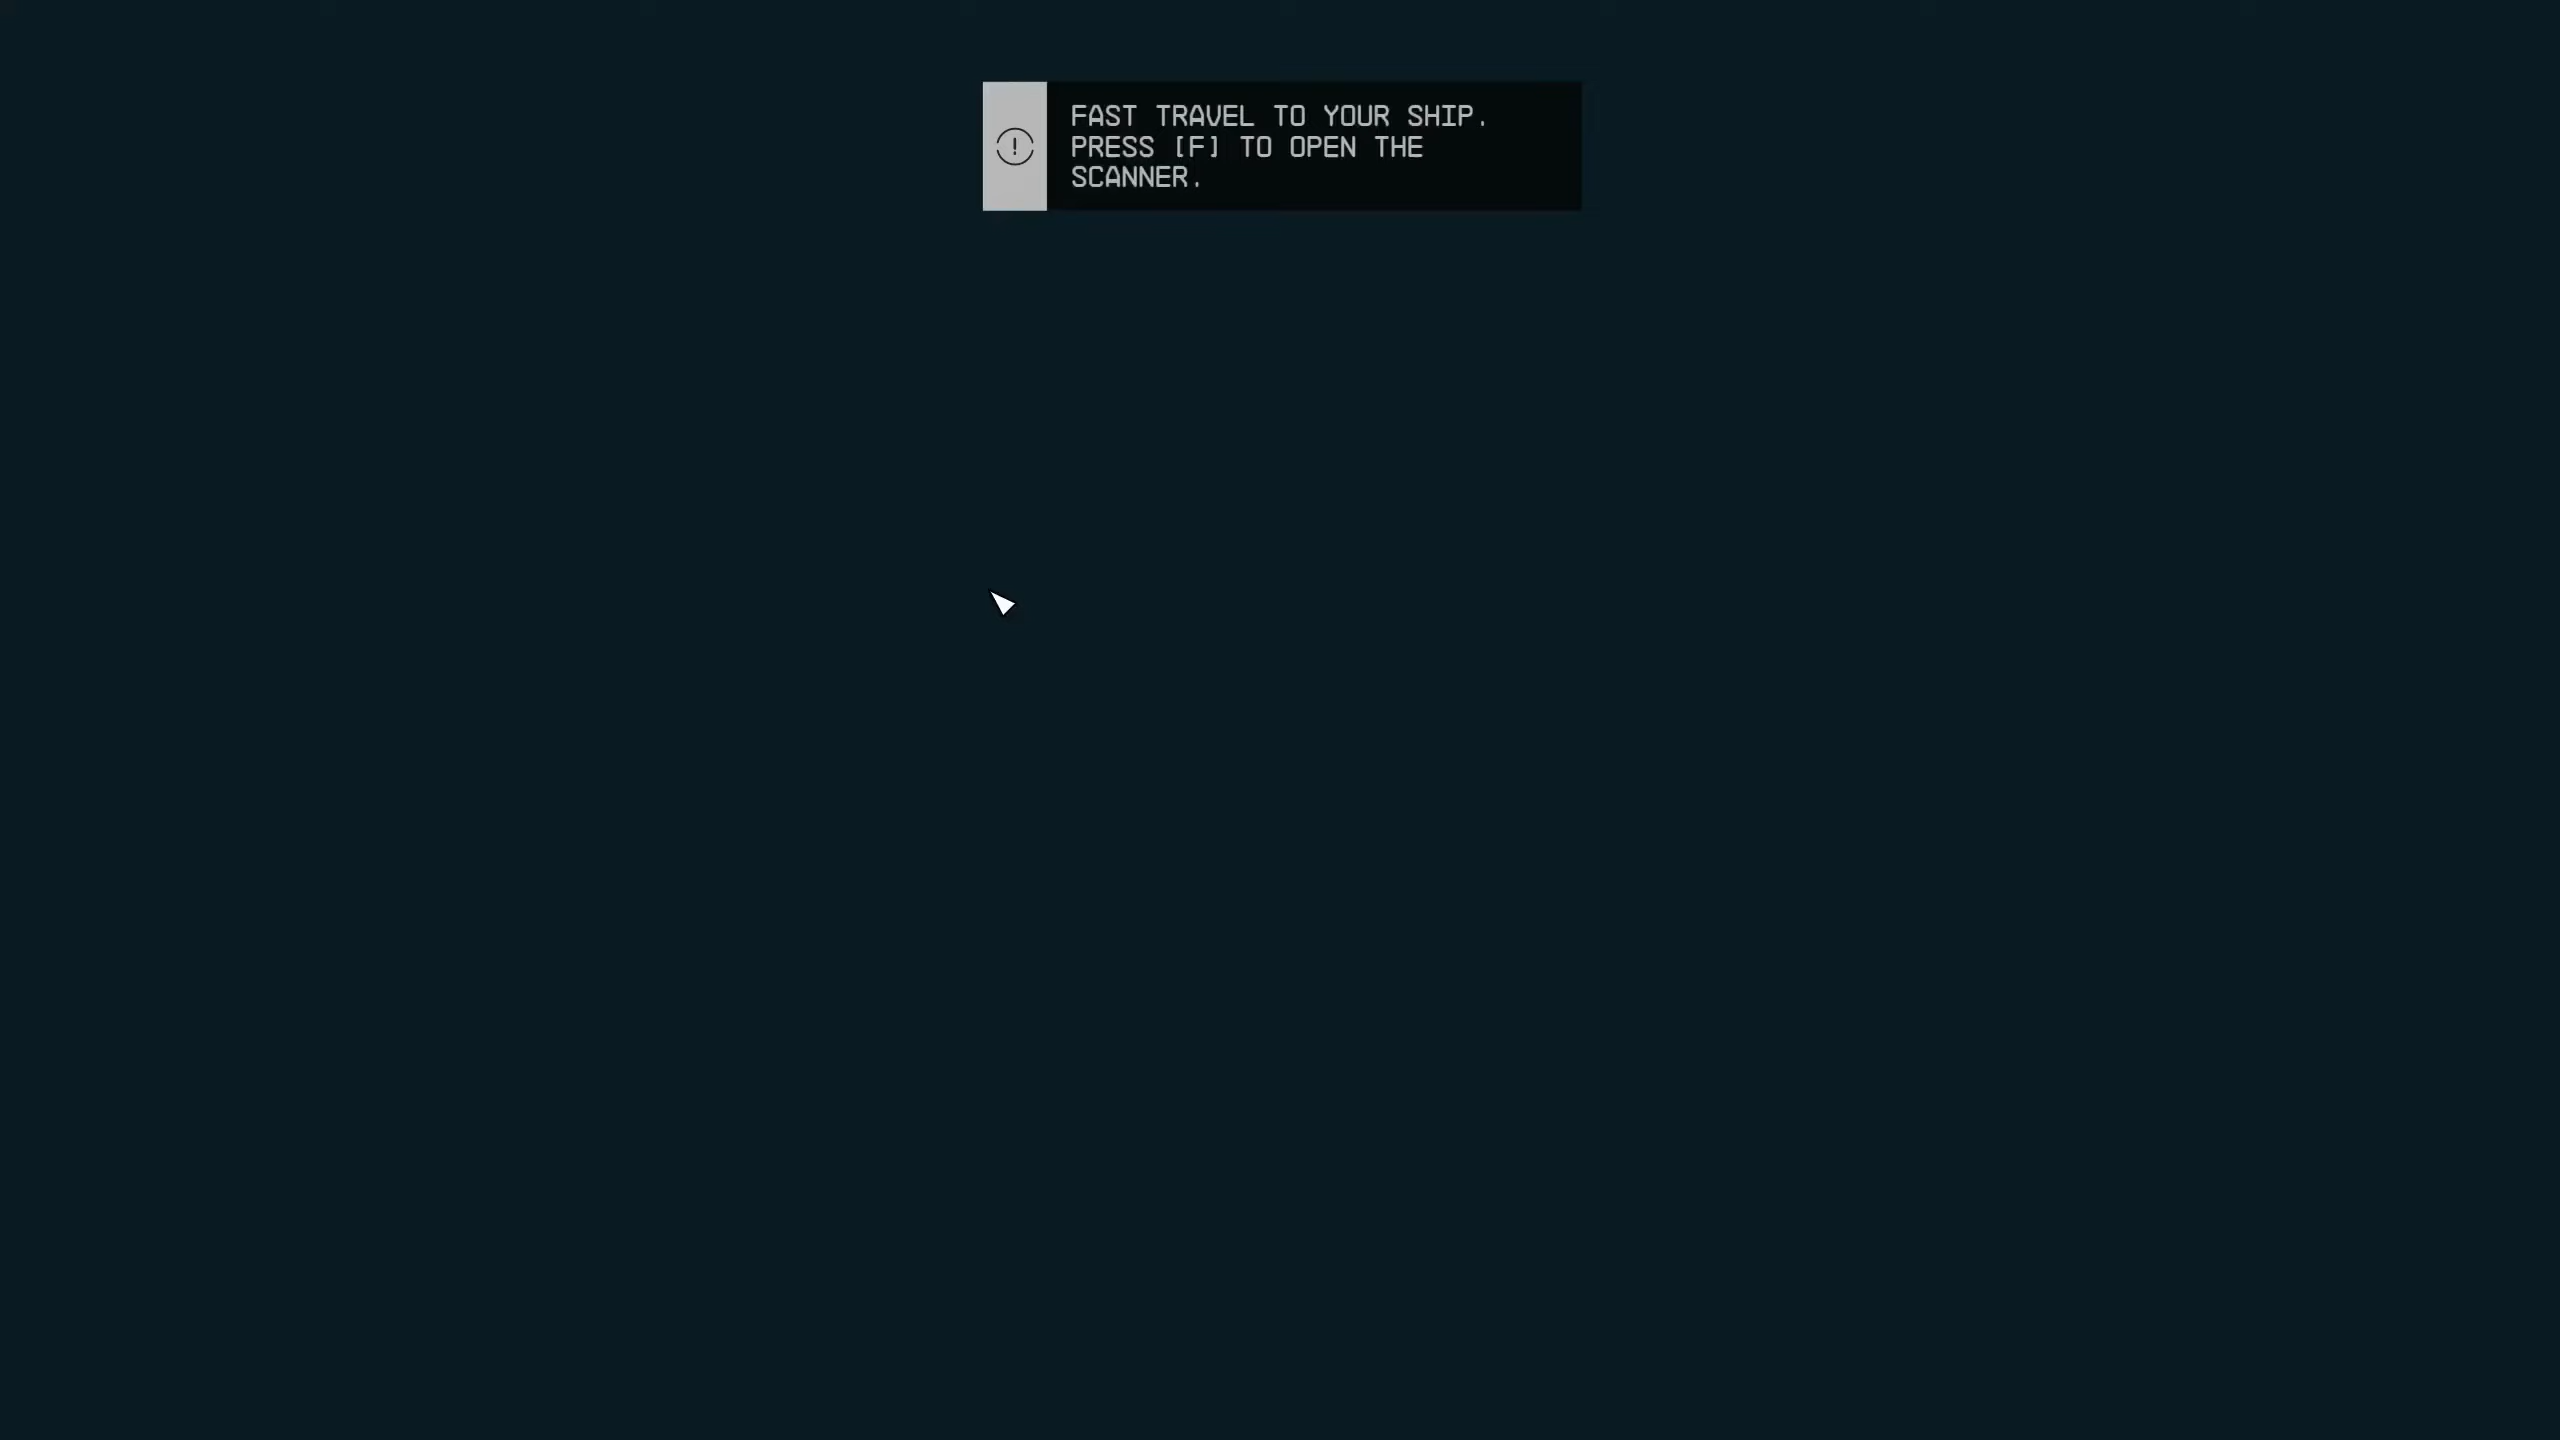 FAST TRAVEL TO YOUR SHIP.
PRESS [F] TO OPEN THE
SCANNER.